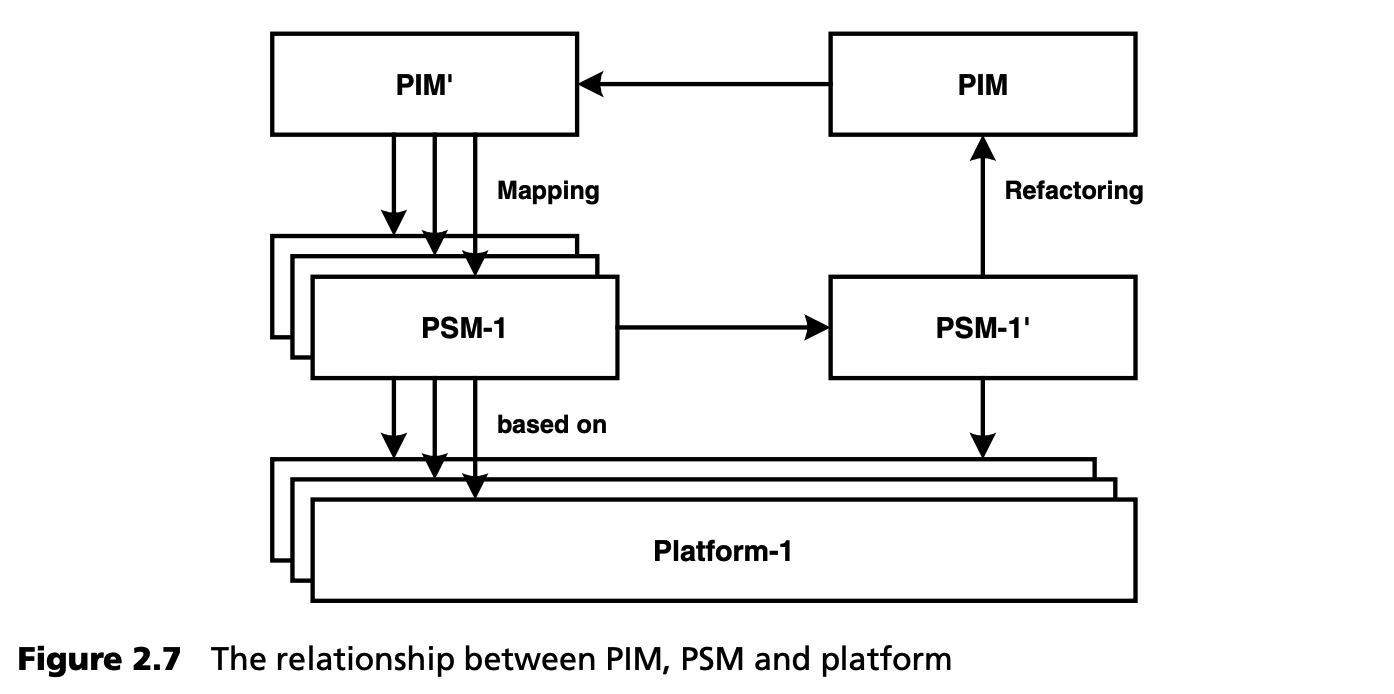 PIM'
PIM
Mapping
Refactoring
PSM-1
PSM-1'
based on
Platform-1
Figure 2.7 The relationship between PIM, PSM and platform